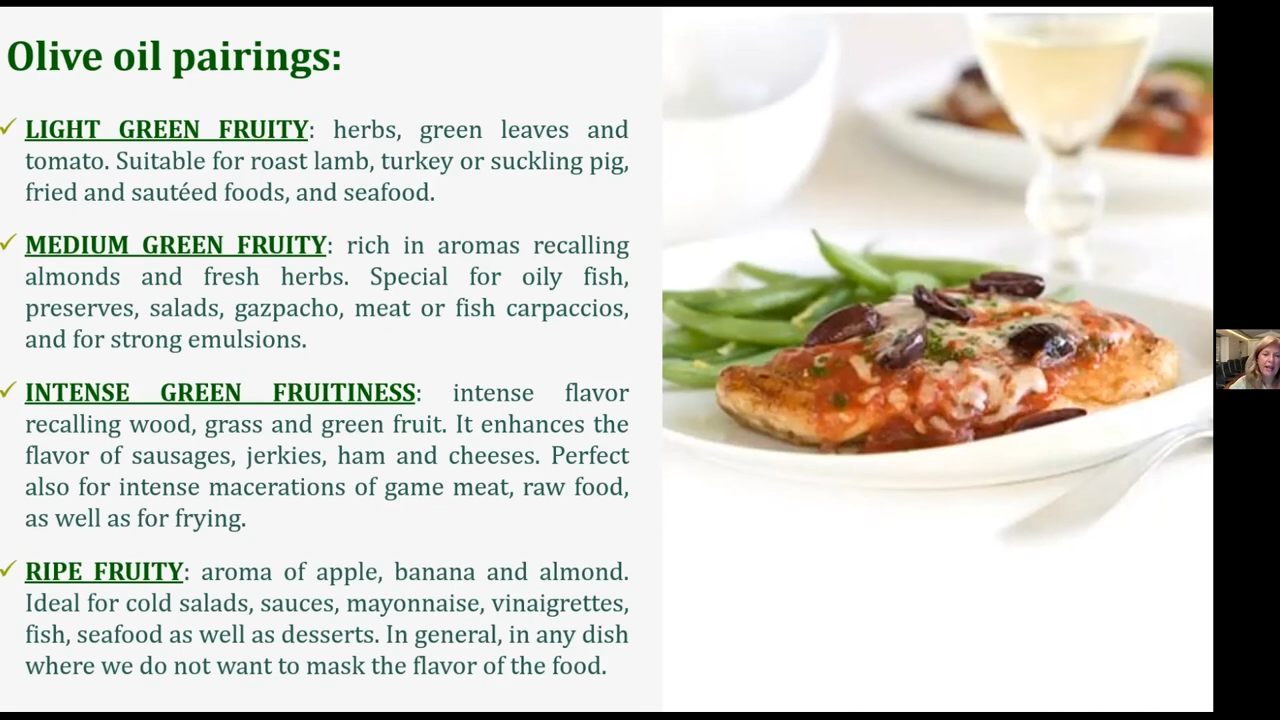 Olive oil pairings:
LIGHT GREEN FRUITY: herbs, green leaves and
tomato. Suitable for roast lamb, turkey or suckling pig,
fried and sautéed foods, and seafood.
MEDIUM GREEN FRUITY: rich in aromas recalling
almonds and fresh herbs. Special for oily fish,
preserves, salads, gazpacho, meat or fish carpaccios,
and for strong emulsions.
INTENSE GREEN FRUITINESS: intense flavor
recalling wood, grass and green fruit. It enhances the
flavor of sausages, jerkies, ham and cheeses. Perfect
also for intense macerations of game meat, raw food,
as well as for frying.
RIPE FRUITY: aroma of apple, banana and almond.
Ideal for cold salads, sauces, mayonnaise, vinaigrettes,
fish, seafood as well as desserts. In general, in any dish
where we do not want to mask the flavor of the food.